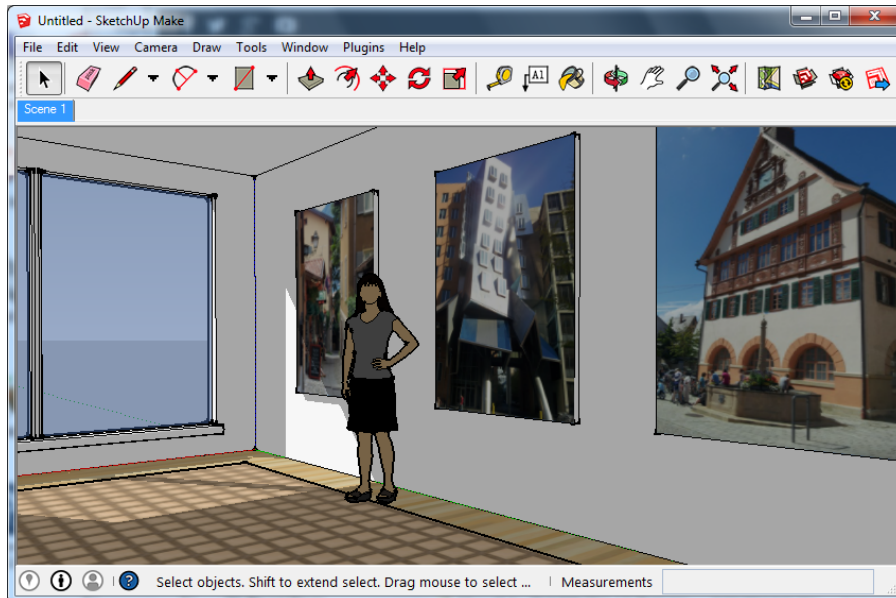 Untitled - SketchUp Make
File Edit View Camera Draw Tools Window Plugins Help
A1
Scene 1
Select objects. Shift to extend select. Drag mouse to select ... Measurements